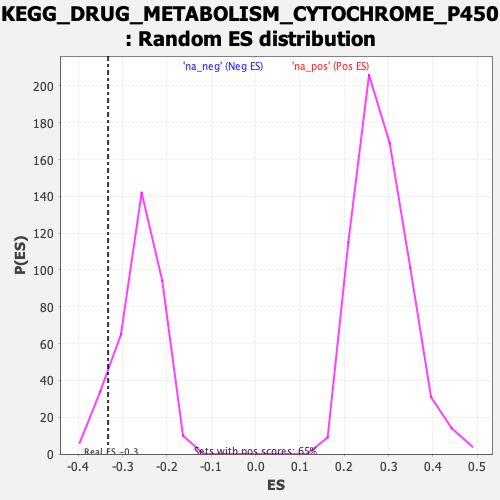 KEGG_DRUG_METABOLISM_CYTOCHROME_P450
: Random ES distribution
'na_neg' (Neg ES) 'na_pos' (Pos ES)
P(ES)
200
180
160
140
120
100
80
60
40
20
0
Real ES -0.3
with pos scores: 65%
-0.4 -0.3 -0.2 -0.1 0.0 0.1 0.2 0.3 0.4 0.5
ES